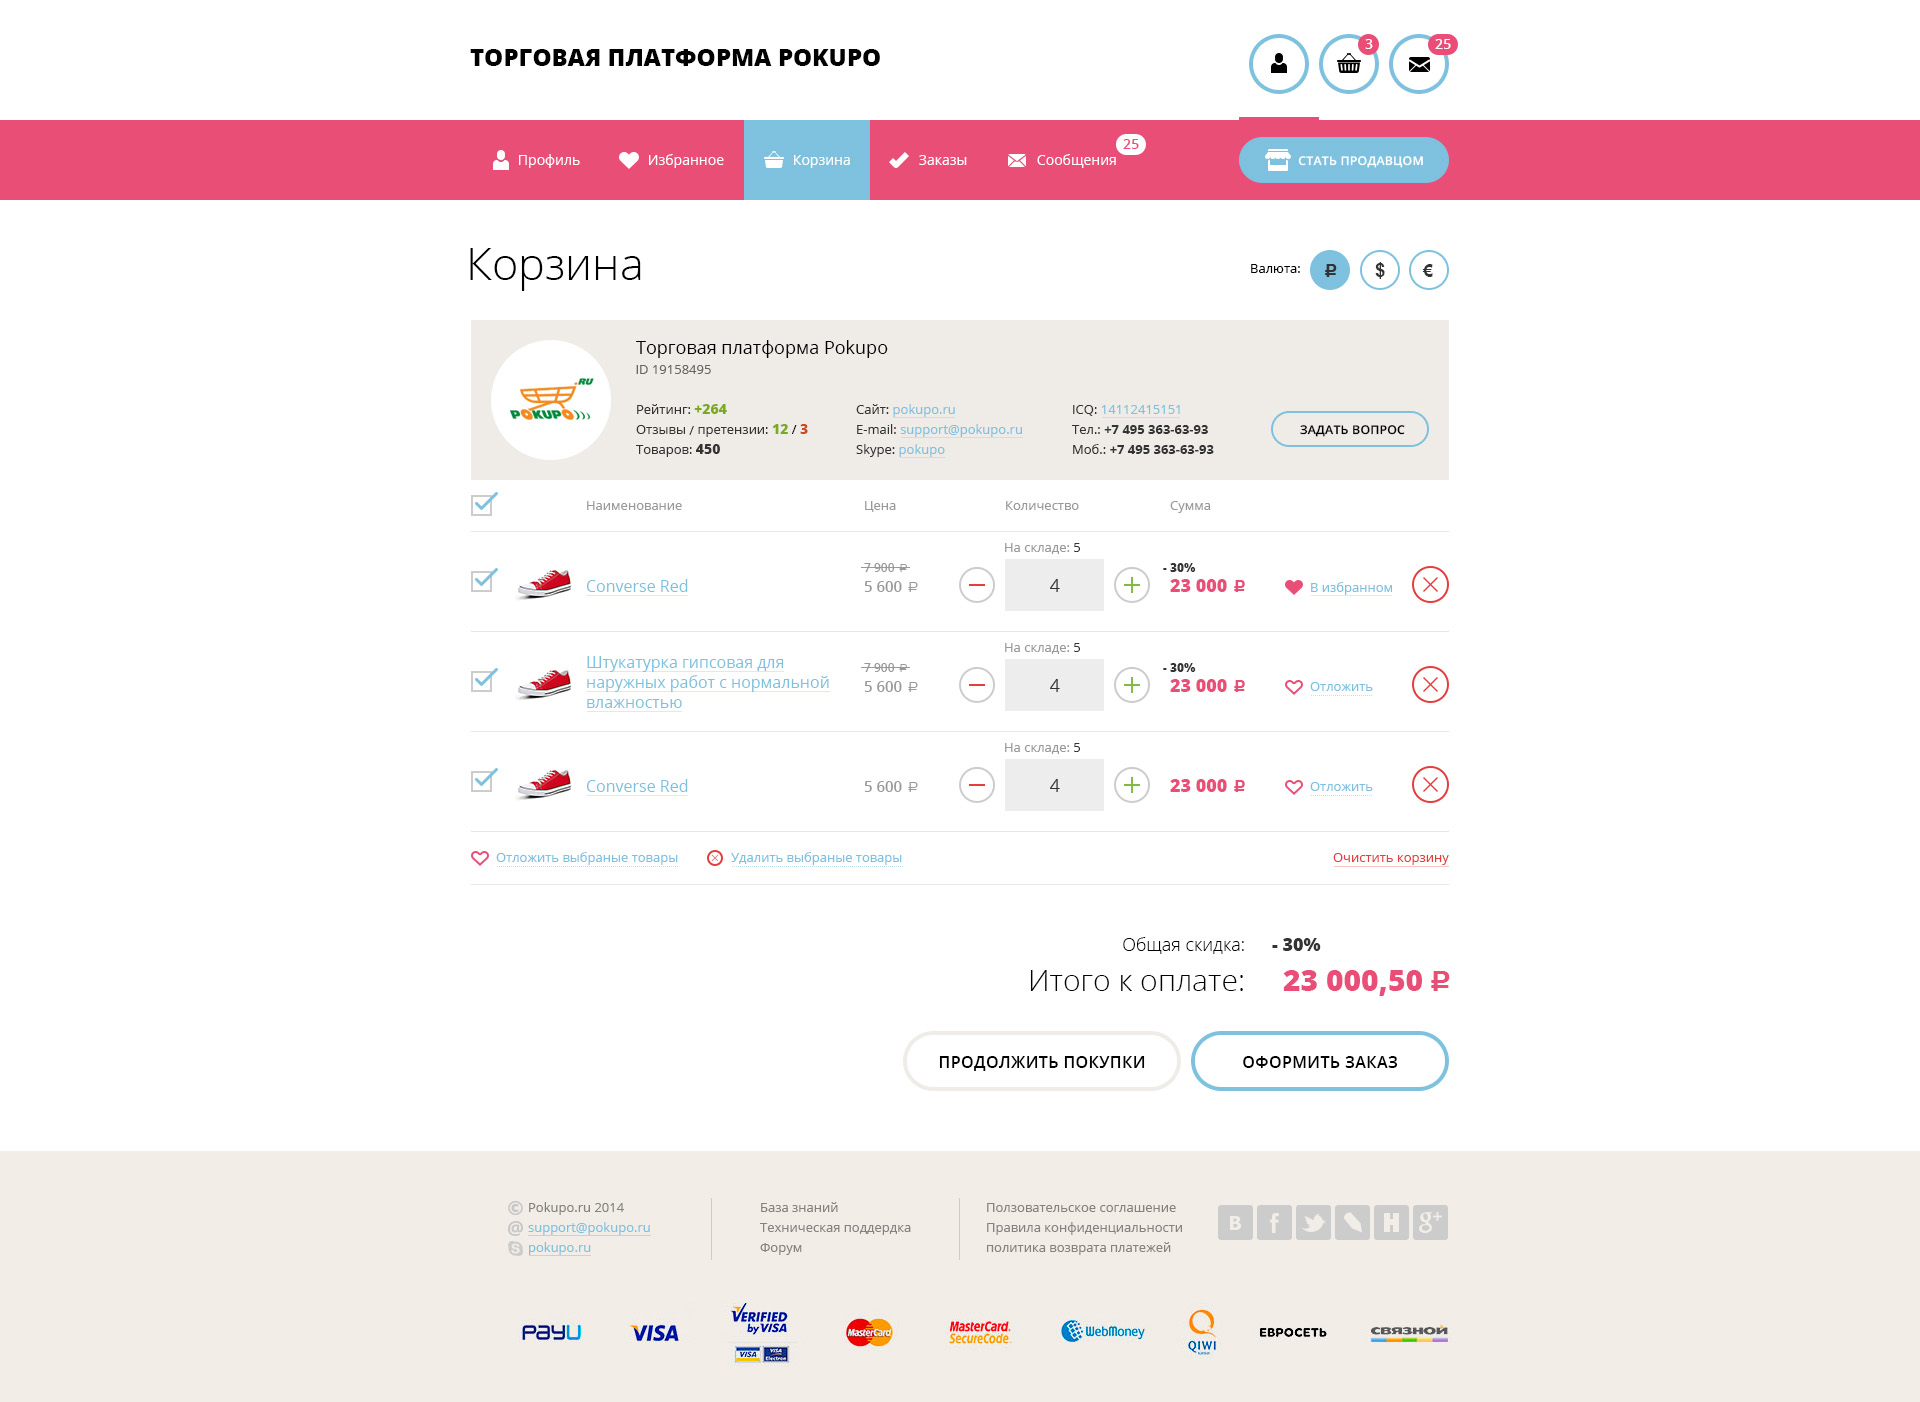 ТОРГОВАЯ ПЛАТФОРМА POKUPO
3
25
Профиль
Избранное
Корзина
Заказы
Сообщения
25
СТАТЬ ПРОДАВЦОМ
Корзина
Валюта: ₽ $ €
.RU
POKUPO
Торговая платформа Pokupo
ID 19158495
Рейтинг: +264
Отзывы / претензии: 12 / 3
Товаров: 450
Сайт: pokupo.ru
E-mail: support@pokupo.ru
Skype: pokupo
ICQ: 14112415151
Тел.: +7 495 363-63-93
Моб.: +7 495 363-63-93
ЗАДАТЬ ВОПРОС
Наименование Цена Количество Сумма
На складе: 5
Converse Red
7 900 ₽
5 600 ₽
4
- 30%
23 000 ₽
В избранном
На складе: 5
Штукатурка гипсовая для
наружных работ с нормальной
влажностью
7 900 ₽
5 600 ₽
4
- 30%
23 000 ₽
Отложить
На складе: 5
Converse Red
5 600 ₽
4
23 000 ₽
Отложить
Отложить выбраные товары
Удалить выбраные товары
Очистить корзину
Общая скидка: - 30%
Итого к оплате: 23 000,50 ₽
ПРОДОЛЖИТЬ ПОКУПКИ
ОФОРМИТЬ ЗАКАЗ
© Pokupo.ru 2014
@ support@pokupo.ru
pokupo.ru
База знаний
Техническая поддердка
Форум
Ползовательское соглашение
Правила конфиденциальности
политика возврата платежей
B f H g+
PayU
VISA
VERIFIED
by VISA
VISA
VISA
Electron
MasterCard
MasterCard.
SecureCode.
WebMoney
QIWI
ЕВРОСЕТЬ
СВЯЗНОЙ